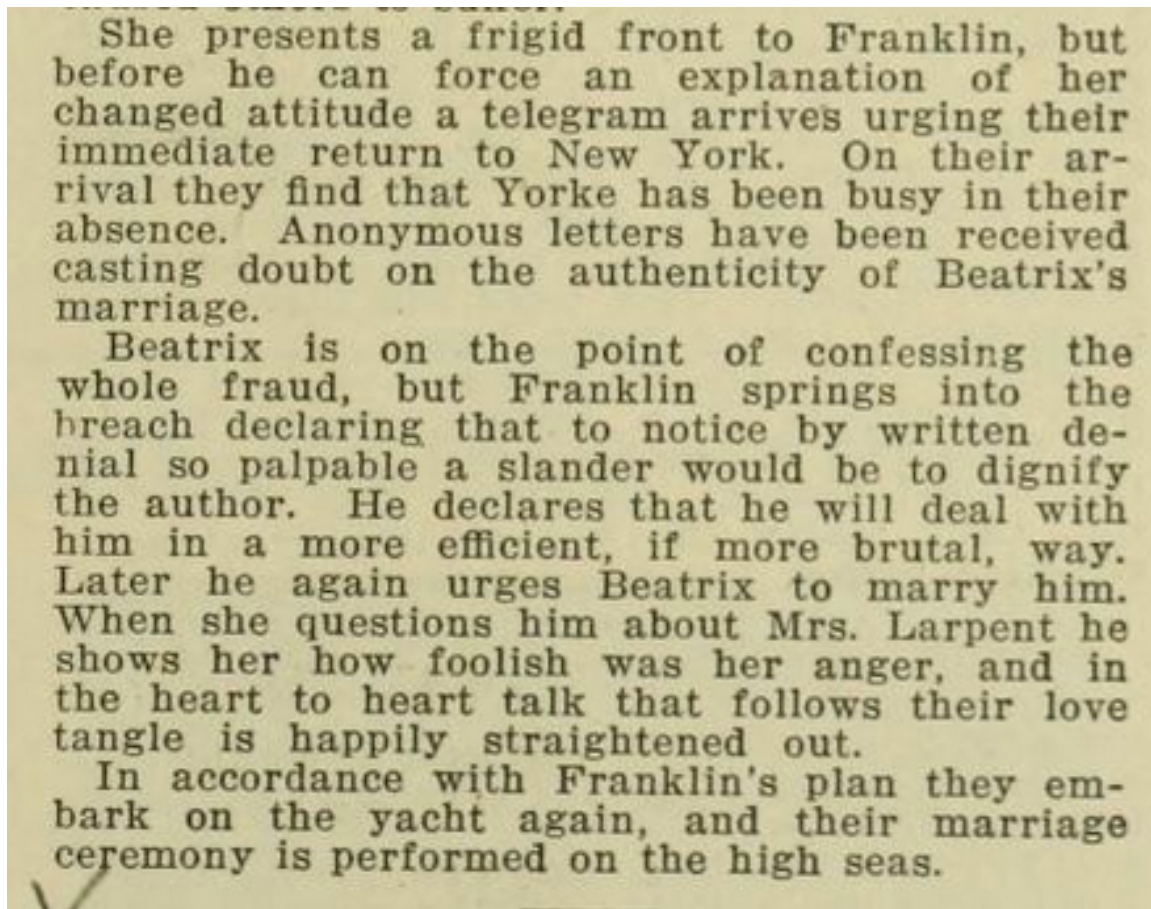 She presents a frigid front to Franklin, but
before he can force an explanation of her
changed attitude a telegram arrives urging their
immediate return to New York. On their ar-
rival they find that Yorke has been busy in their
absence. Anonymous letters have been received
casting doubt on the authenticity of Beatrix's
marriage.
Beatrix is on the point of confessing the
whole fraud, but Franklin springs into the
breach declaring that to notice by written de-
nial so palpable a slander would be to dignify
the author. He declares that he will deal with
him in a more efficient, if more brutal, way.
Later he again urges Beatrix to marry him.
When she questions him about Mrs. Larpent he
shows her how foolish was her anger, and in
the heart to heart talk that follows their love
tangle is happily straightened out.
In accordance with Franklin's plan they em-
bark on the yacht again, and their marriage
ceremony is performed on the high seas.